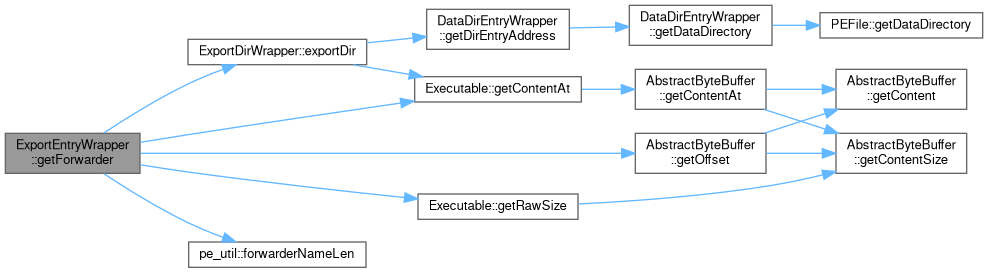 ExportEntryWrapper
::getForwarder
ExportDirWrapper::exportDir
DataDirEntryWrapper
::getDirEntryAddress
DataDirEntryWrapper
::getDataDirectory
PEFile::getDataDirectory
Executable::getContentAt
AbstractByteBuffer
::getContentAt
AbstractByteBuffer
::getContent
AbstractByteBuffer
::getOffset
AbstractByteBuffer
::getContentSize
Executable::getRawSize
pe_util::forwarderNameLen